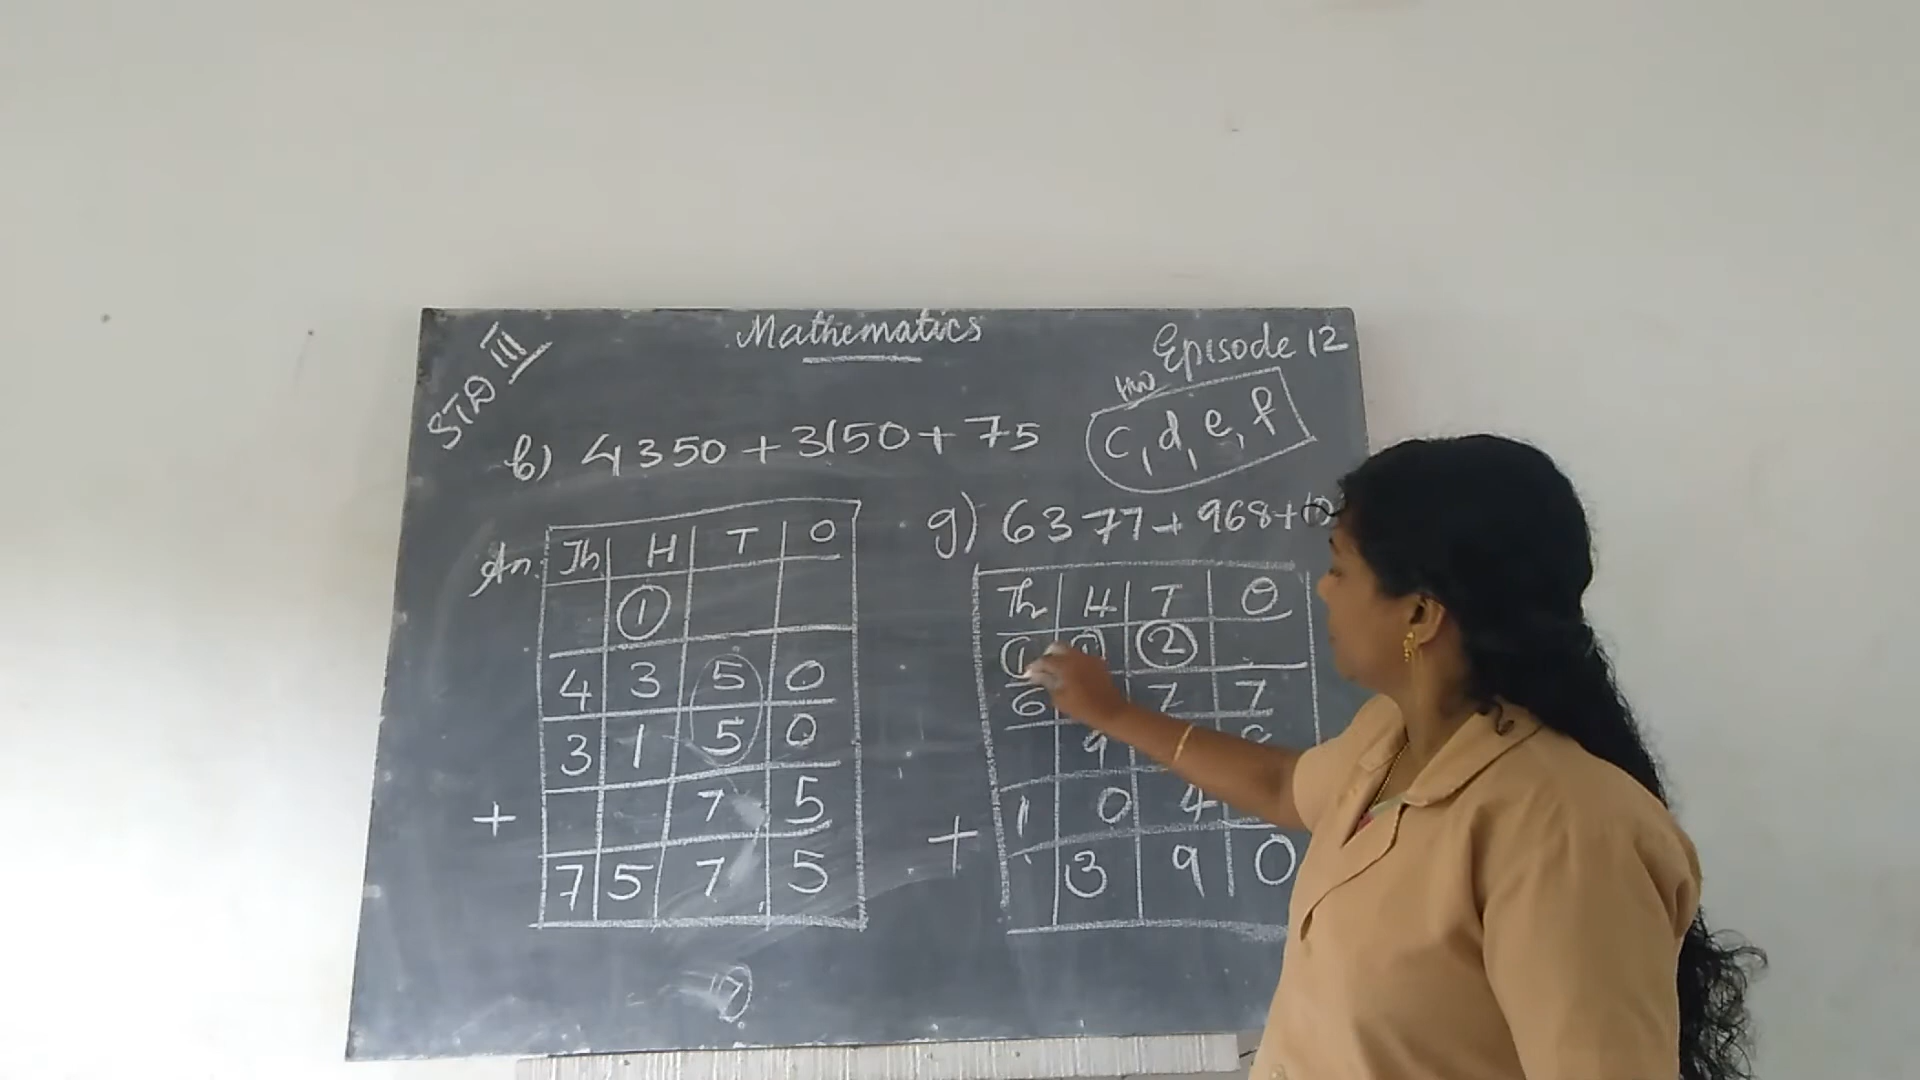 Mathematics
STD III
Episode 12
HW
c, d, e, f
b) 4350 + 3150 + 75
g) 6377 + 968 +
An.
Th H T O
1
4 3 5 0
3 1 5 0
+ 7 5
7 5 7 5
17
Th H T O
1 1 2
6 7 7
9
+ 1 0 4
3 9 0